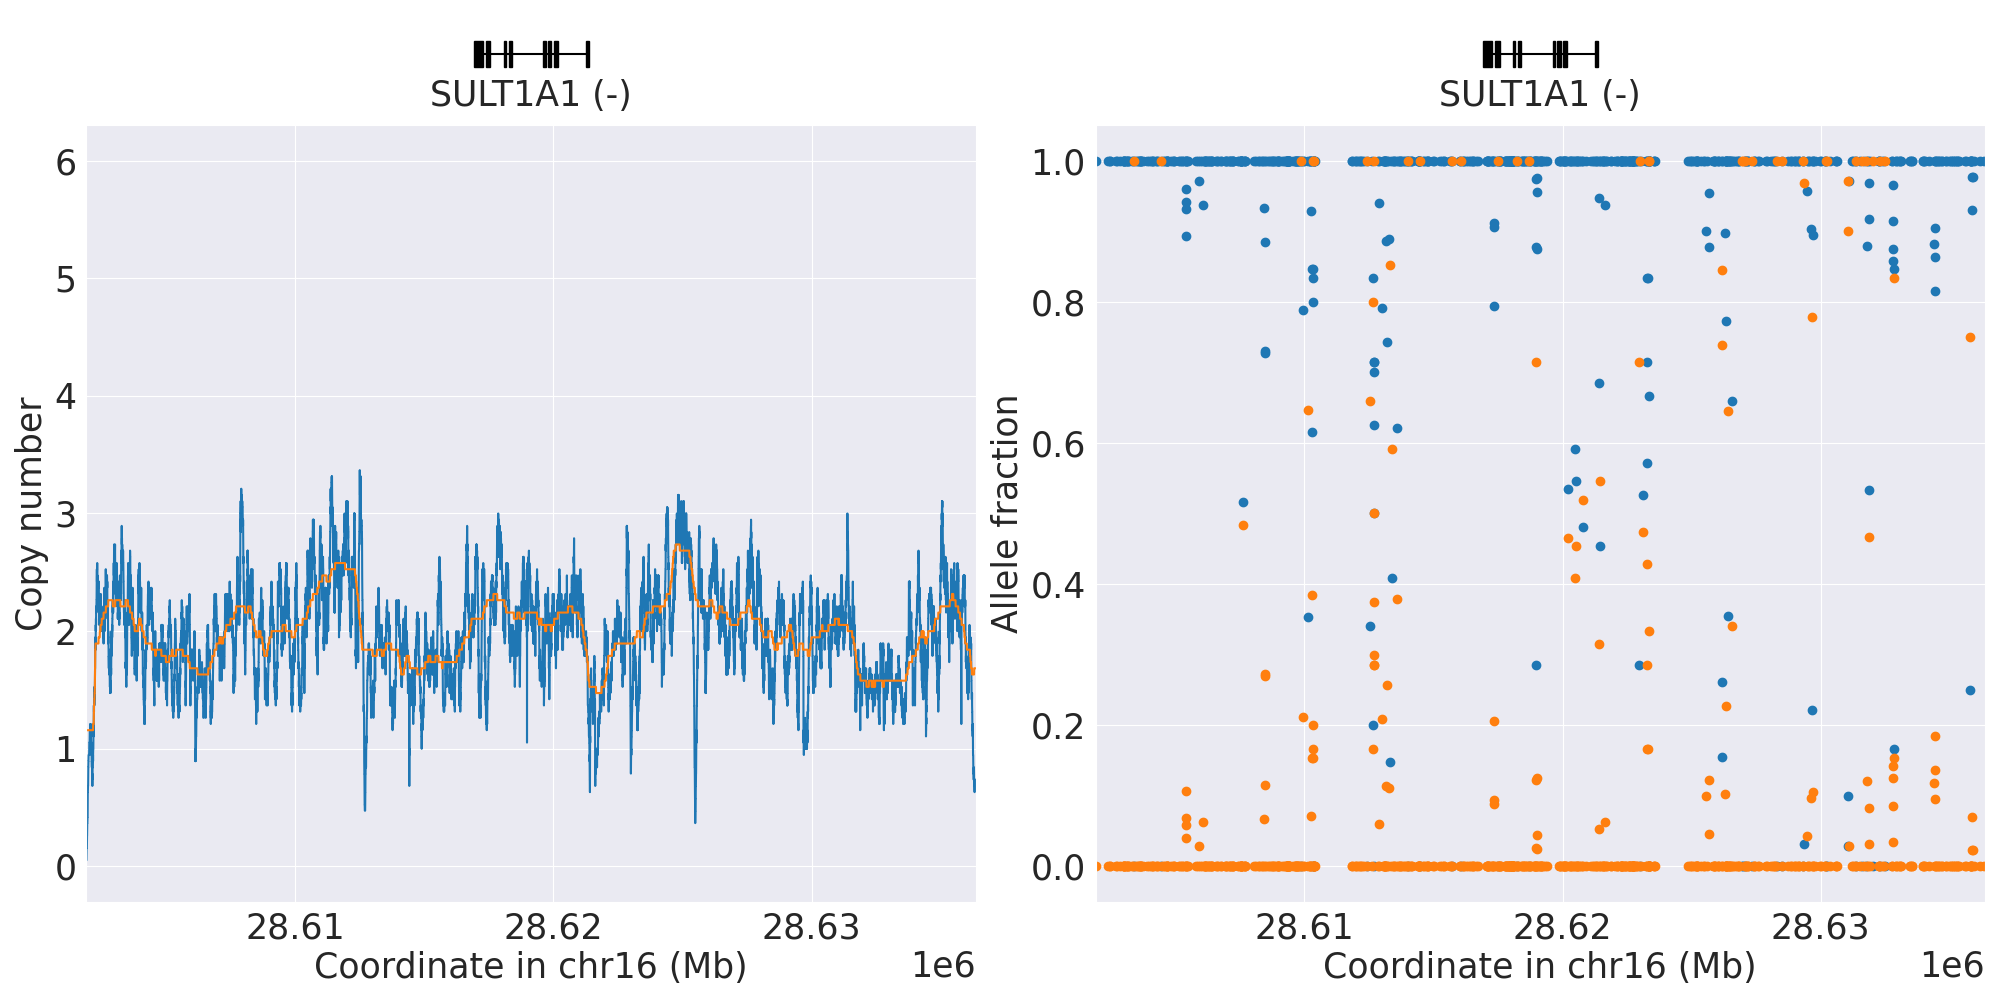 SULT1A1 (-)
6
5
4
3
2
1
0
Copy number
28.61
28.62
28.63
Coordinate in chr16 (Mb)
1e6
SULT1A1 (-)
1.0
0.8
0.6
0.4
0.2
0.0
Allele fraction
28.61
28.62
28.63
Coordinate in chr16 (Mb)
1e6